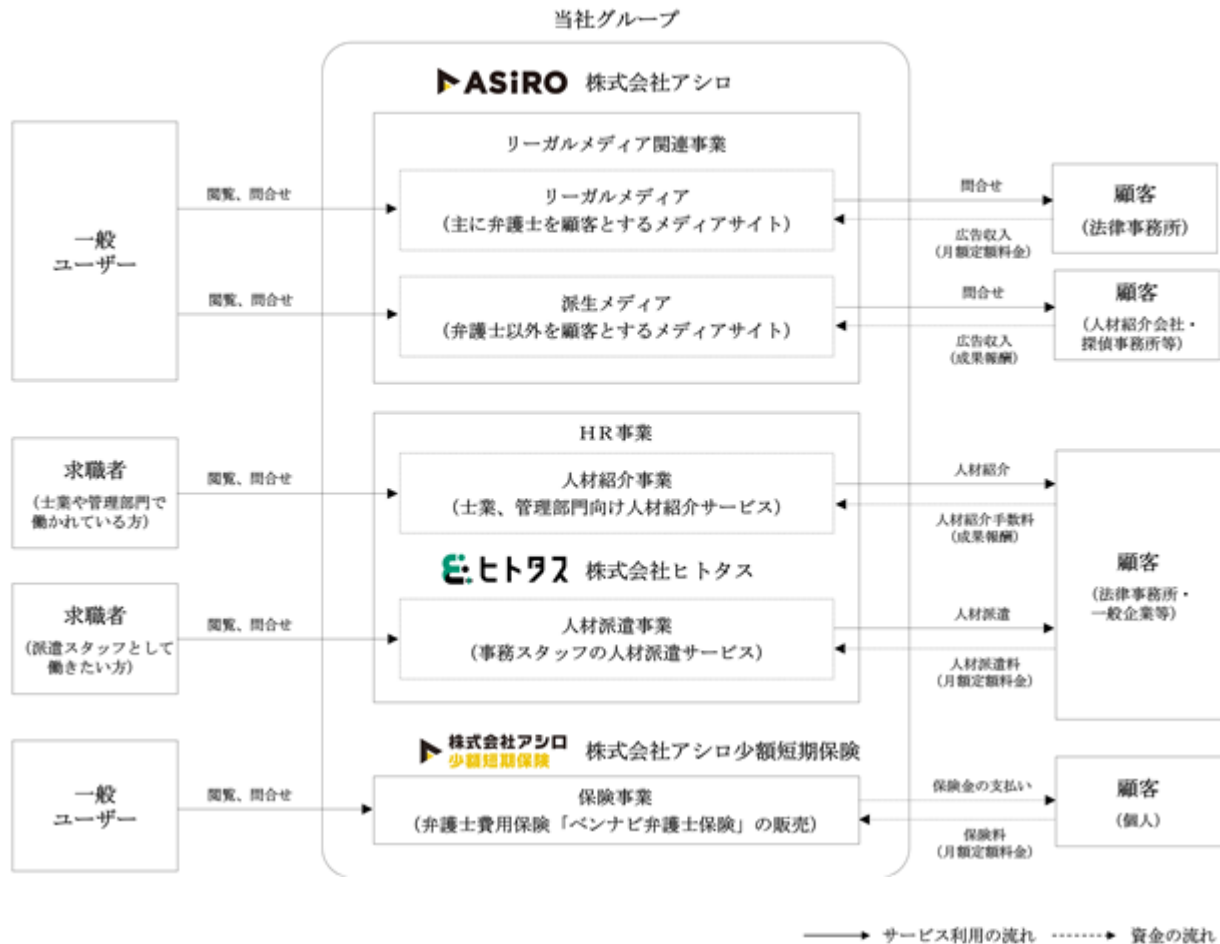 当社グループ
ASiRO 株式会社アシロ
リーガルメディア関連事業
一般
ユーザー
閲覧、問合せ
リーガルメディア
(主に弁護士を顧客とするメディアサイト)
問合せ
広告収入
(月額定額料金)
顧客
(法律事務所)
閲覧、問合せ
派生メディア
(弁護士以外を顧客とするメディアサイト)
問合せ
広告収入
(成果報酬)
顧客
(人材紹介会社・
探偵事務所等)
HR事業
求職者
(士業や管理部門で
働かれている方)
閲覧、問合せ
人材紹介事業
(士業、管理部門向け人材紹介サービス)
人材紹介
人材紹介手数料
(成果報酬)
ヒトタス 株式会社ヒトタス
顧客
(法律事務所・
一般企業等)
求職者
(派遣スタッフとして
働きたい方)
閲覧、問合せ
人材派遣事業
(事務スタッフの人材派遣サービス)
人材派遣
人材派遣料
(月額定額料金)
株式会社アシロ
少額短期保険
株式会社アシロ少額短期保険
一般
ユーザー
閲覧、問合せ
保険事業
(弁護士費用保険「ベンナビ弁護士保険」の販売)
保険金の支払い
保険料
(月額定額料金)
顧客
(個人)
サービス利用の流れ
資金の流れ